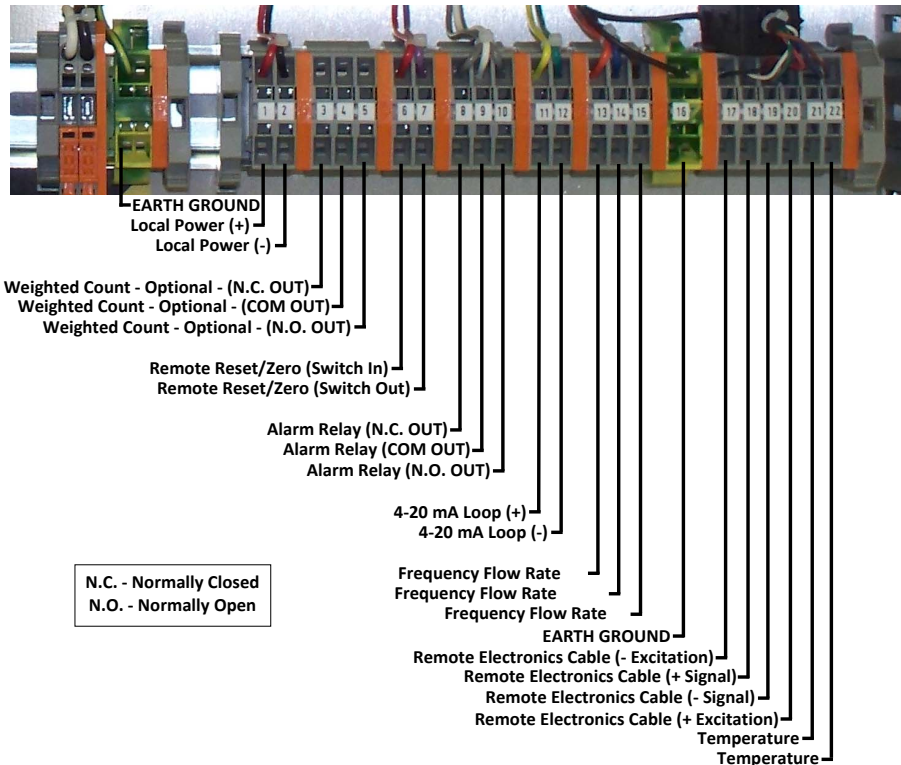 1 2 3 4 5 6 7 8 9 10 11 12 13 14 15 16 17 18 19 20 21 22
EARTH GROUND
Local Power (+)
Local Power (-)
Weighted Count - Optional - (N.C. OUT)
Weighted Count - Optional - (COM OUT)
Weighted Count - Optional - (N.O. OUT)
Remote Reset/Zero (Switch In)
Remote Reset/Zero (Switch Out)
Alarm Relay (N.C. OUT)
Alarm Relay (COM OUT)
Alarm Relay (N.O. OUT)
4-20 mA Loop (+)
4-20 mA Loop (-)
N.C. - Normally Closed
N.O. - Normally Open
Frequency Flow Rate
Frequency Flow Rate
Frequency Flow Rate
EARTH GROUND
Remote Electronics Cable (- Excitation)
Remote Electronics Cable (+ Signal)
Remote Electronics Cable (- Signal)
Remote Electronics Cable (+ Excitation)
Temperature
Temperature